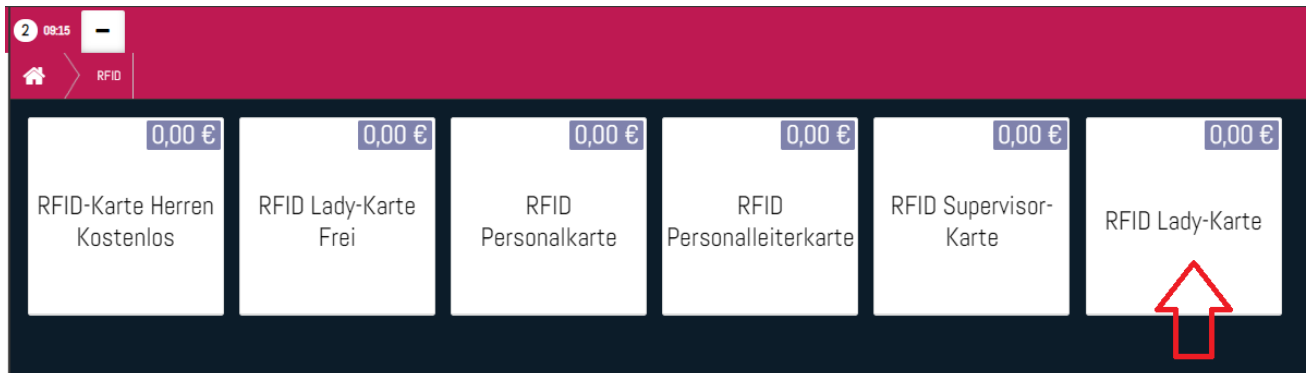 2 09:15 −
RFID
0,00 €
RFID-Karte Herren
Kostenlos
0,00 €
RFID Lady-Karte
Frei
0,00 €
RFID
Personalkarte
0,00 €
RFID
Personalleiterkarte
0,00 €
RFID Supervisor-
Karte
0,00 €
RFID Lady-Karte